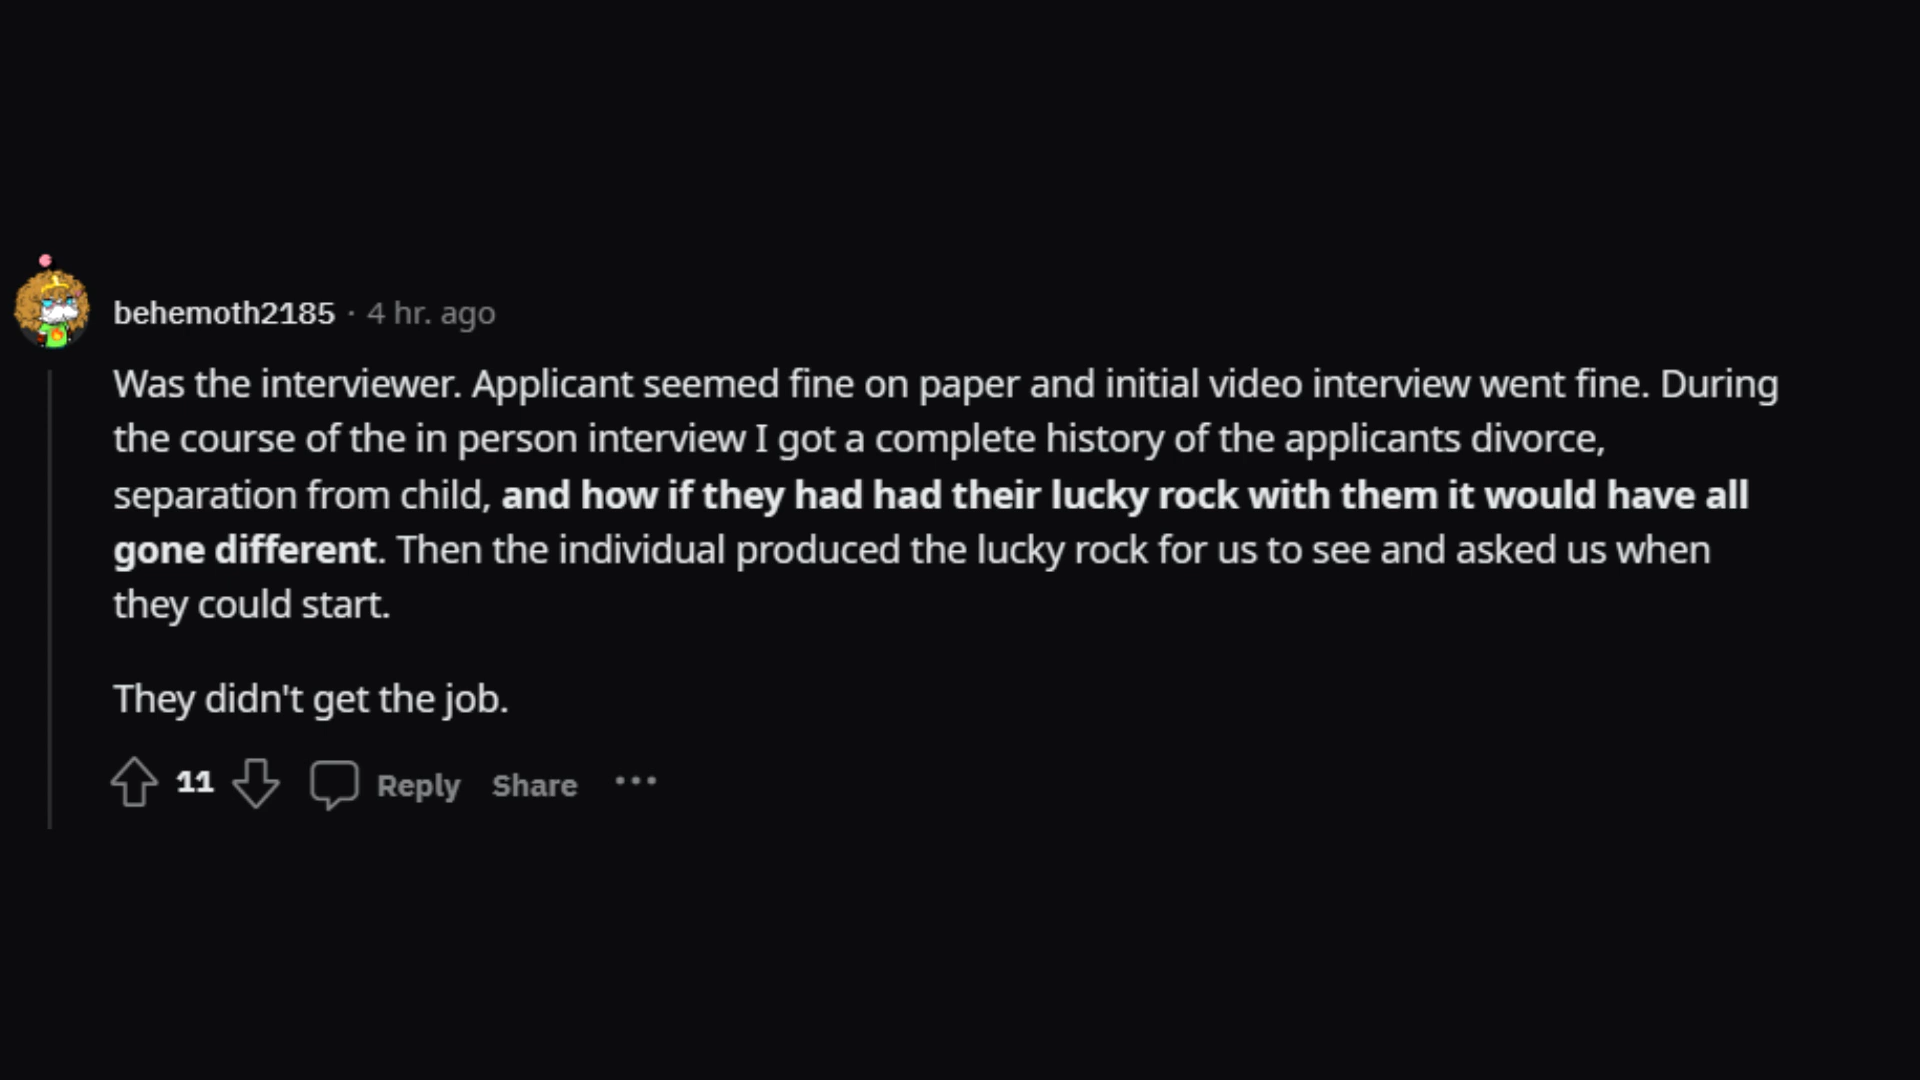 behemoth2185 · 4 hr. ago
Was the interviewer. Applicant seemed fine on paper and initial video interview went fine. During
the course of the in person interview I got a complete history of the applicants divorce,
separation from child, and how if they had had their lucky rock with them it would have all
gone different. Then the individual produced the lucky rock for us to see and asked us when
they could start.
They didn't get the job.
11 Reply Share ···